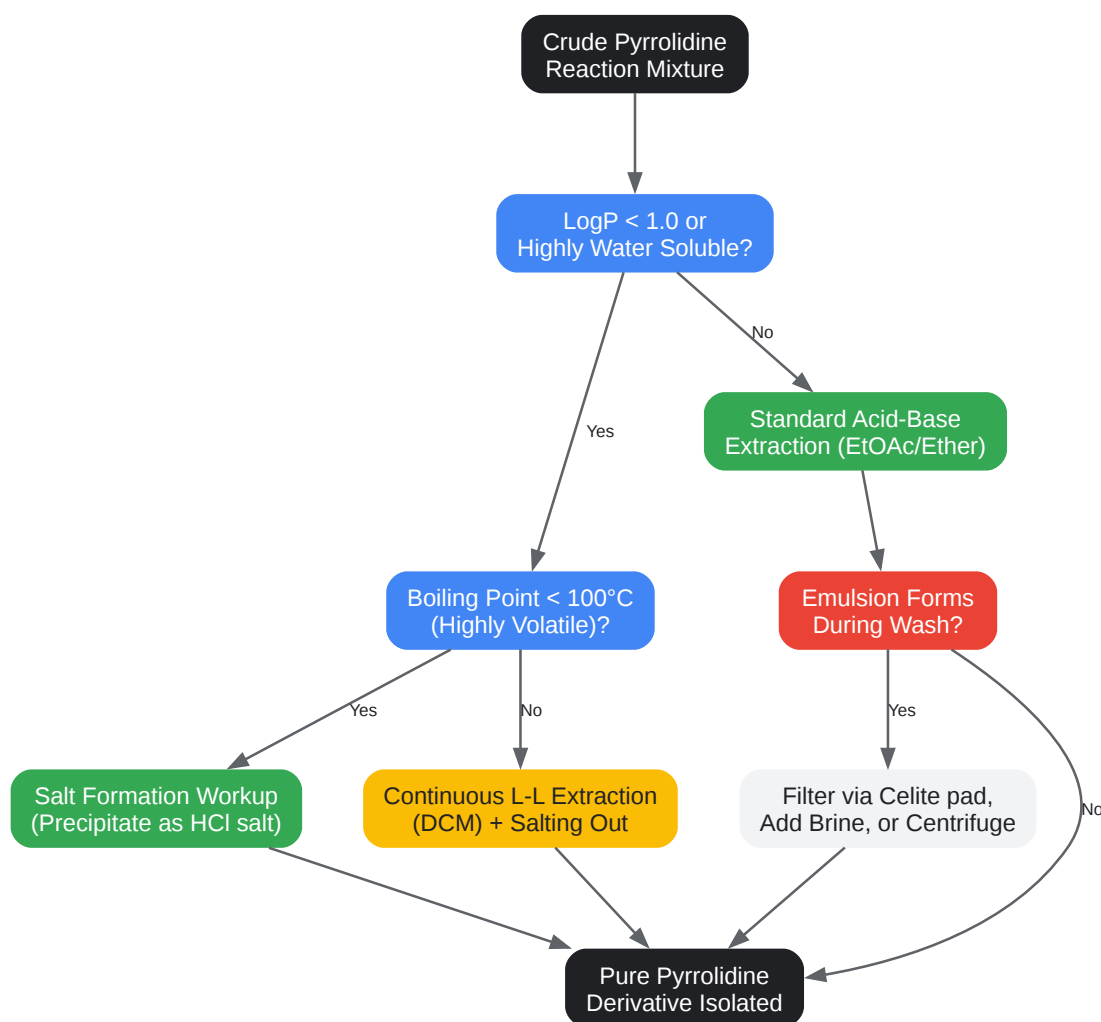 Crude Pyrrolidine
Reaction Mixture
LogP < 1.0 or
Highly Water Soluble?
No
Yes
Standard Acid-Base
Extraction (EtOAc/Ether)
Boiling Point < 100°C
(Highly Volatile)?
Emulsion Forms
During Wash?
Yes
No
Yes
No
Salt Formation Workup
(Precipitate as HCl salt)
Continuous L-L Extraction
(DCM) + Salting Out
Filter via Celite pad,
Add Brine, or Centrifuge
Pure Pyrrolidine
Derivative Isolated